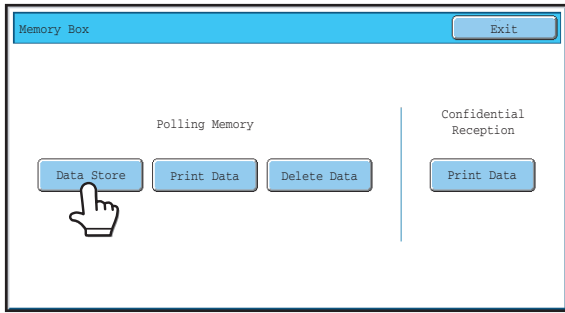 Memory Box
Exit
Polling Memory
Confidential
Reception
Data Store
Print Data
Delete Data
Print Data